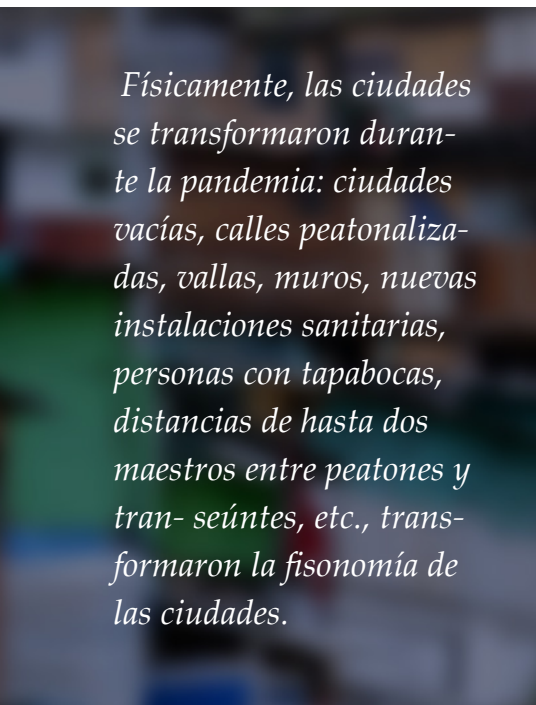 Físicamente, las ciudades
se transformaron duran-
te la pandemia: ciudades
vacías, calles peatonaliza-
das, vallas, muros, nuevas
instalaciones sanitarias,
personas con tapabocas,
distancias de hasta dos
maestros entre peatones y
tran- seúntes, etc., trans-
formaron la fisonomía de
las ciudades.